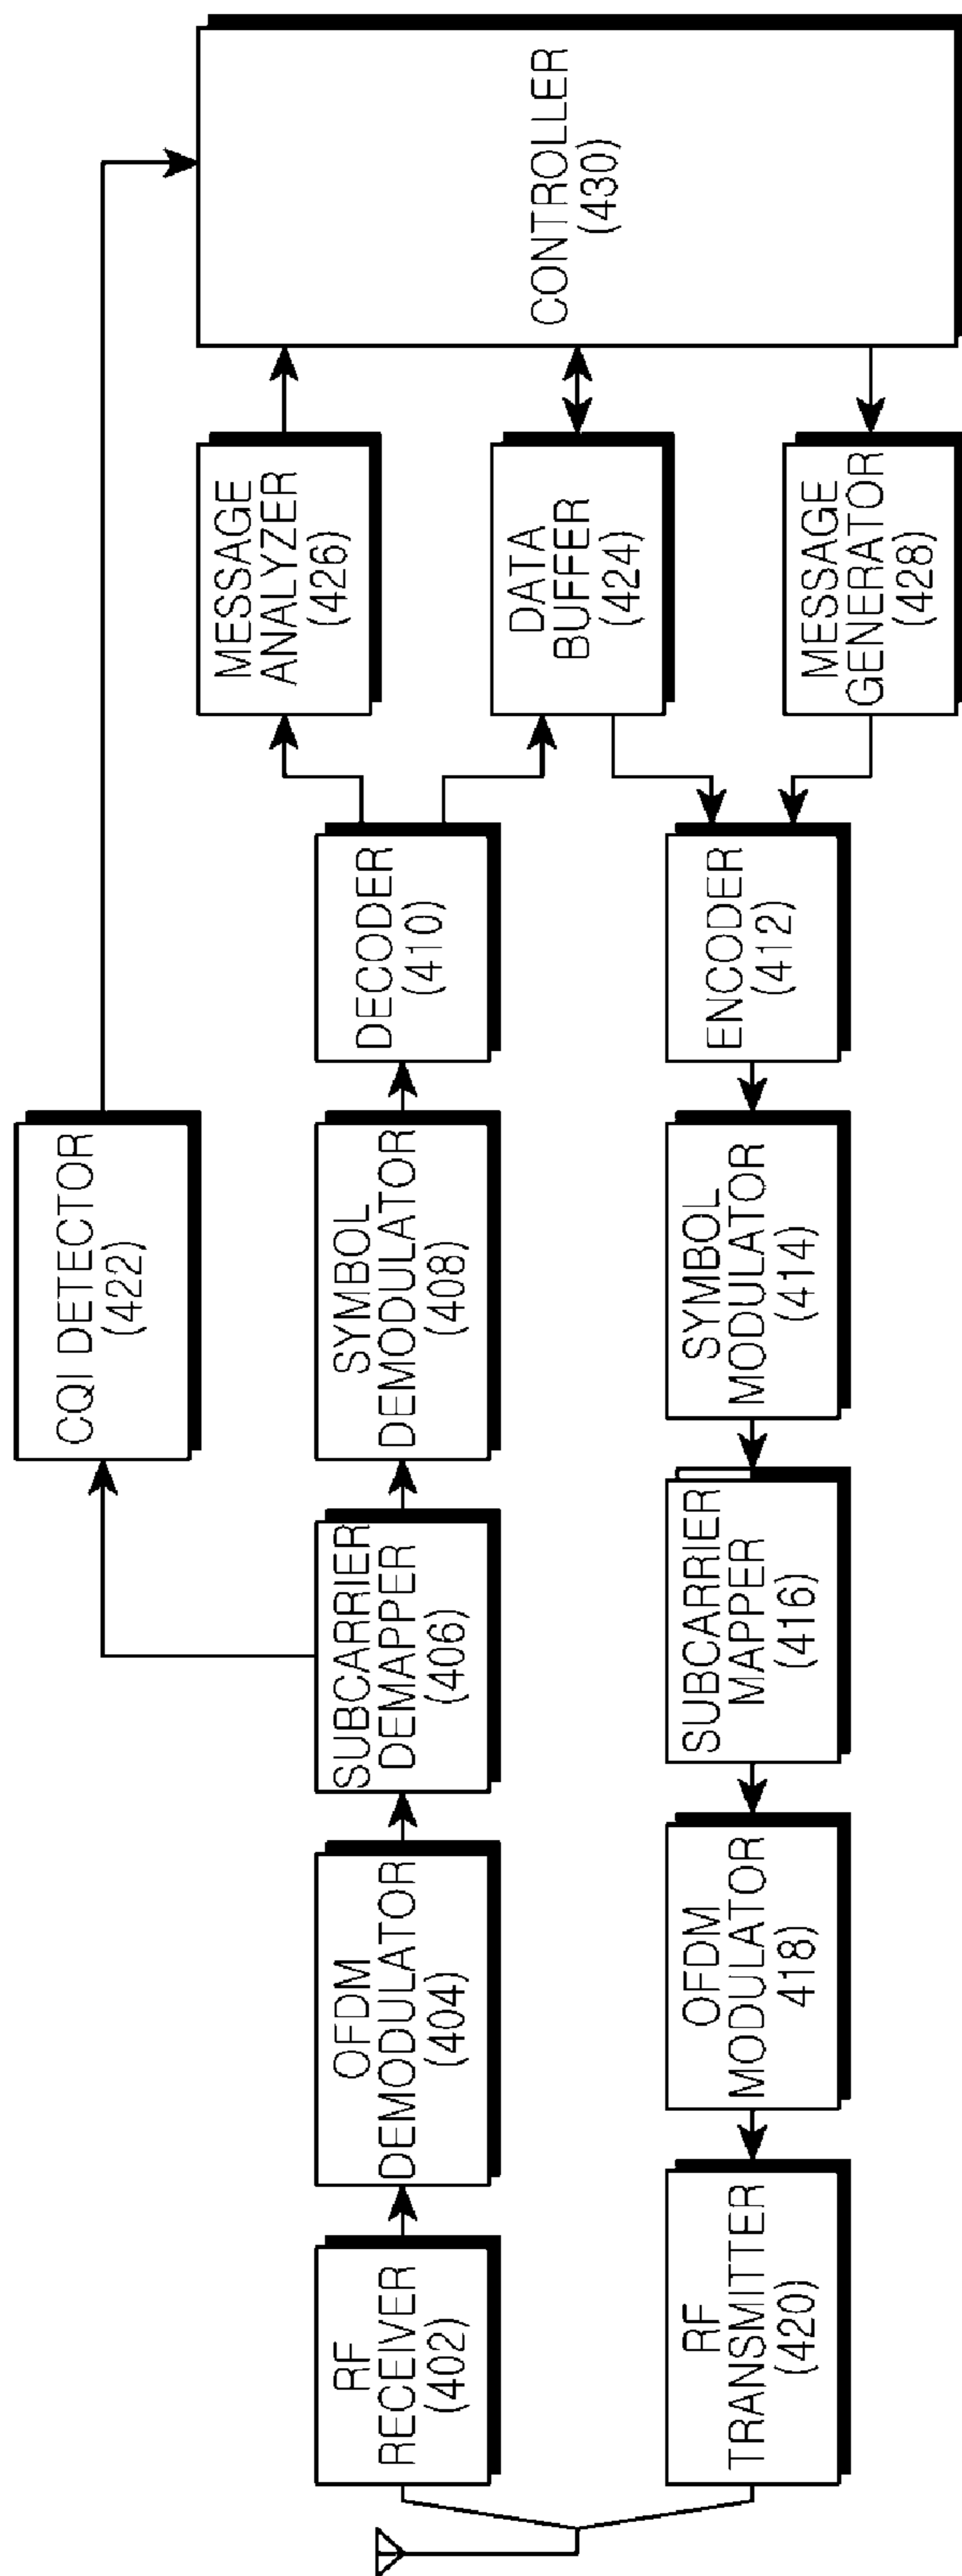 CQI DETECTOR
(422)
RF
RECEIVER
(402)
OFDM
DEMODULATOR
(404)
SUBCARRIER
DEMAPPER
(406)
SYMBOL
DEMODULATOR
(408)
DECODER
(410)
MESSAGE
ANALYZER
(426)
DATA
BUFFER
(424)
CONTROLLER
(430)
RF
TRANSMITTER
(420)
OFDM
MODULATOR
418)
SUBCARRIER
MAPPER
(416)
SYMBOL
MODULATOR
(414)
ENCODER
(412)
MESSAGE
GENERATOR
(428)